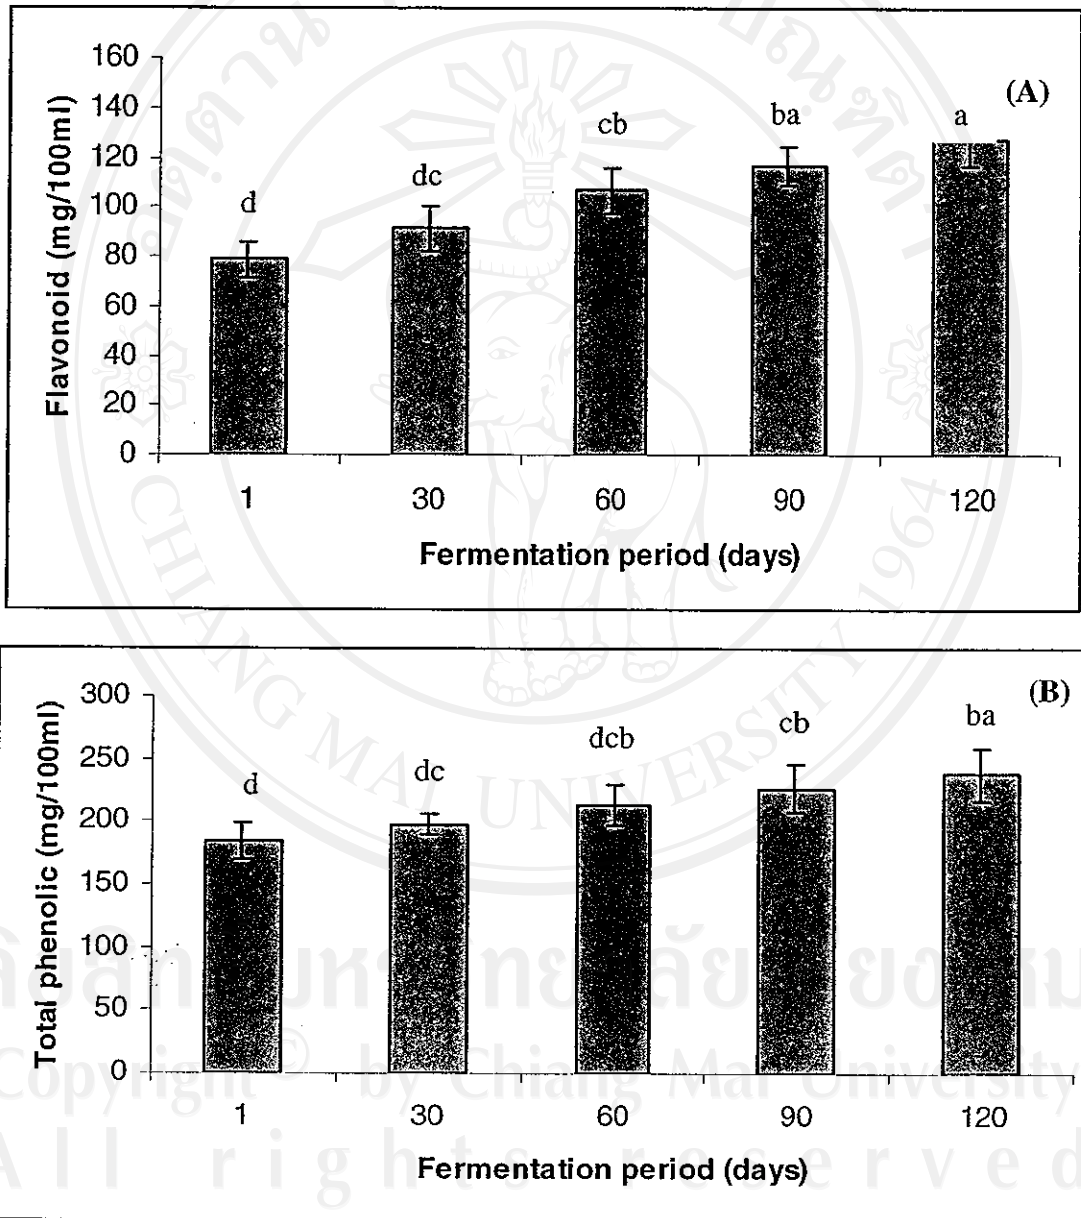 (A)
Flavonoid (mg/100ml)
160
140
120
100
80
60
40
20
0
d
dc
cb
ba
a
1 30 60 90 120
Fermentation period (days)
(B)
Total phenolic (mg/100ml)
300
250
200
150
100
50
0
d
dc
dcb
cb
ba
1 30 60 90 120
Fermentation period (days)
CHIANG MAI UNIVERSITY 1964
Copyright © by Chiang Mai University
All rights reserved